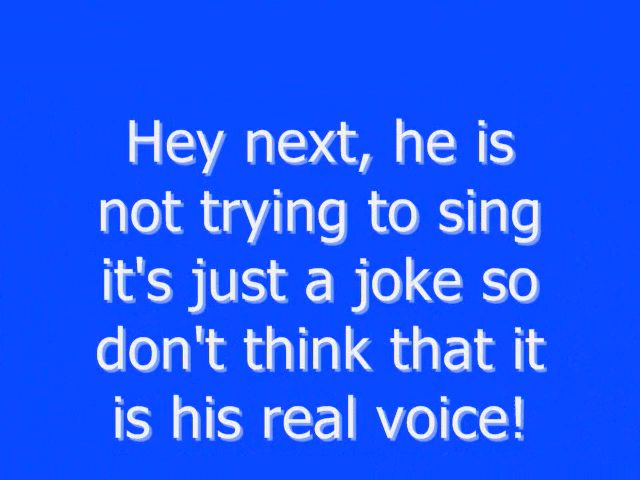 Hey next, he is
not trying to sing
it's just a joke so
don't think that it
is his real voice!